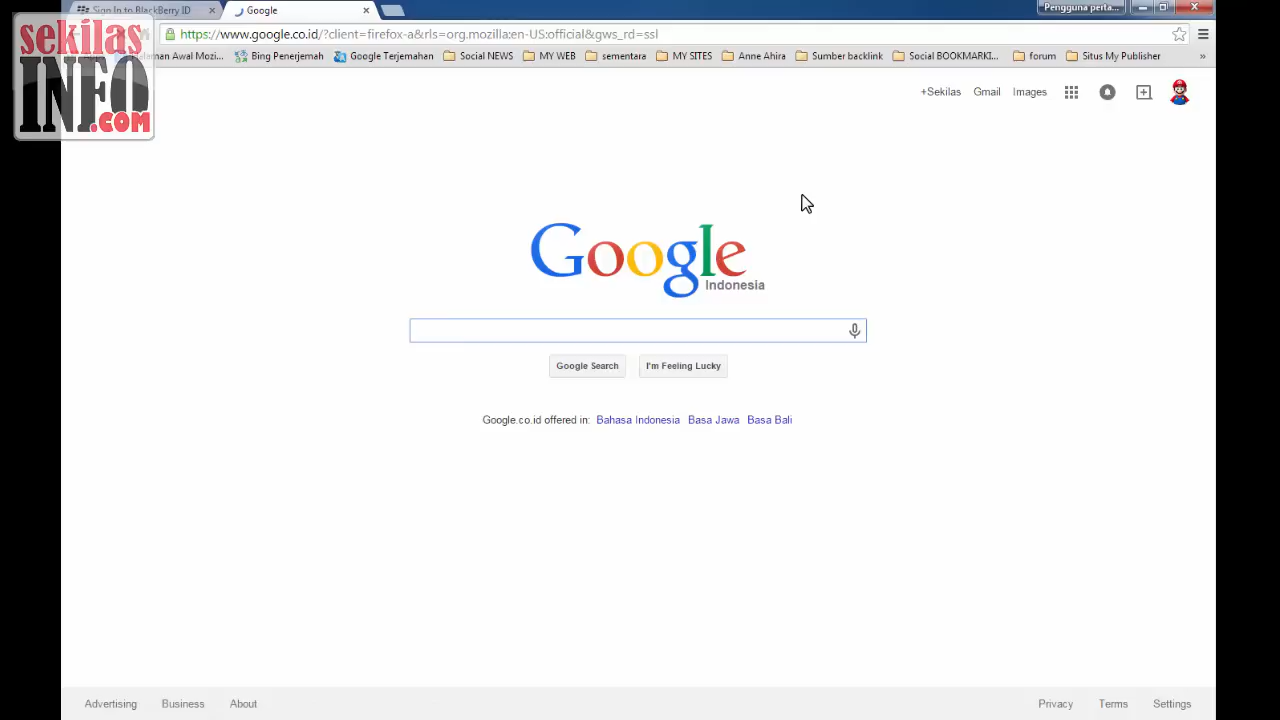 Sign In to BlackBerry ID
Google
Pengguna perta...
https://www.google.co.id/?client=firefox-a&rls=org.mozilla:en-US:official&gws_rd=ssl
Awal Mozi... Bing Penerjemah Google Terjemahan Social NEWS MY WEB sementara MY SITES Anne Ahira Sumber backlink Social BOOKMARKI... forum Situs My Publisher »
sekilas
INFO
.COM
+Sekilas Gmail Images
Google
Indonesia
Google Search I'm Feeling Lucky
Google.co.id offered in: Bahasa Indonesia Basa Jawa Basa Bali
Advertising Business About Privacy Terms Settings